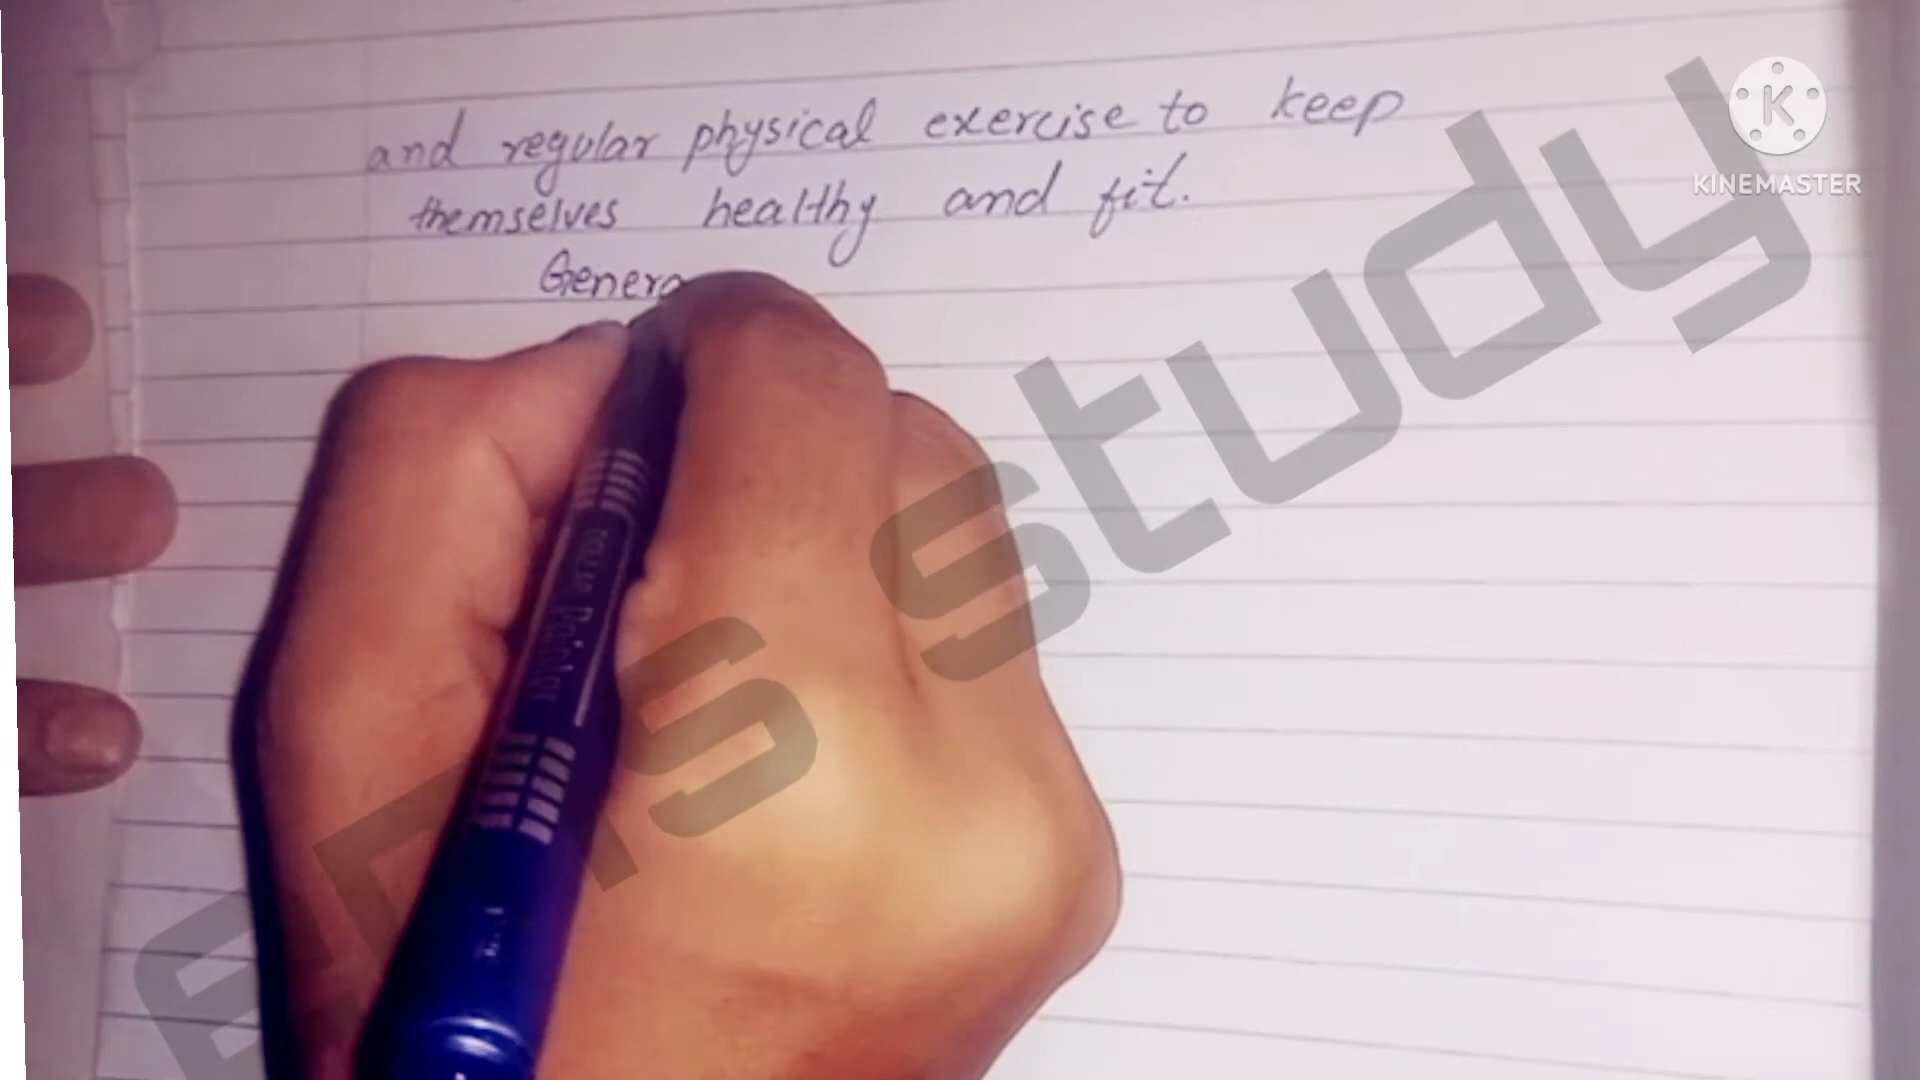 and regular physical exercise to keep
themselves healthy and fit.
Genera
K
KINEMASTER
study